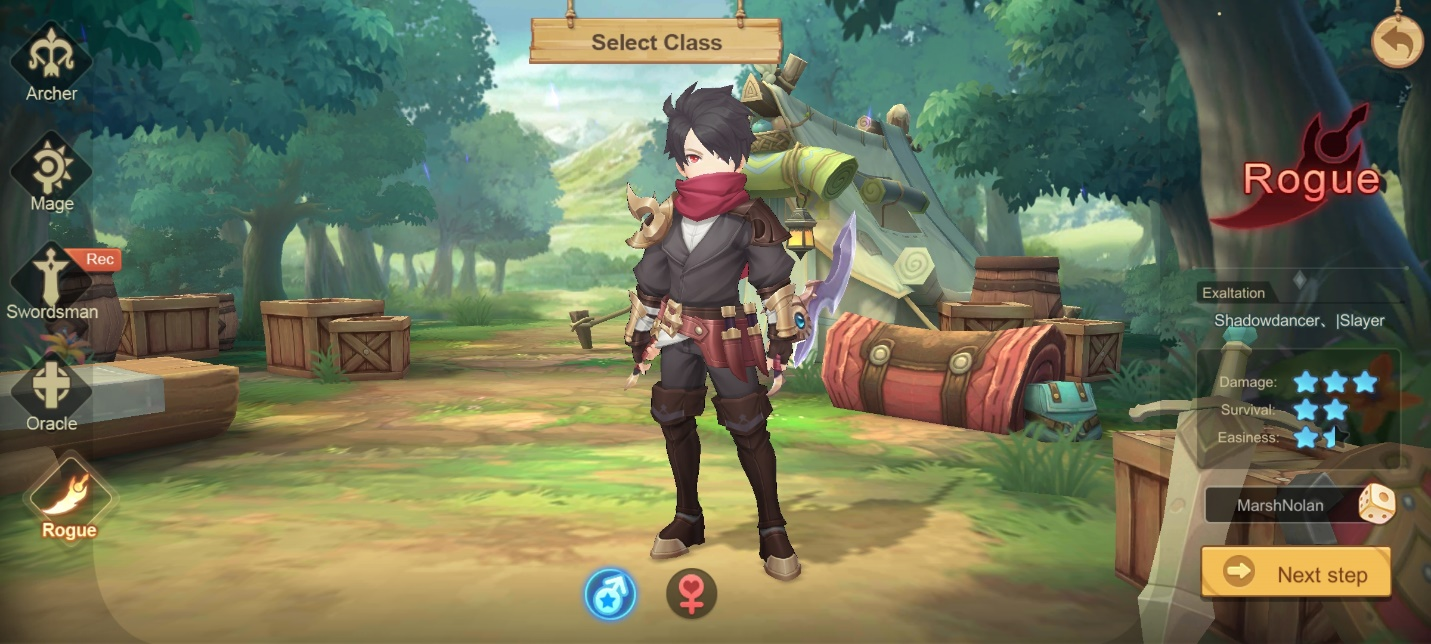 Select Class
Archer
Mage
Rec
Swordsman
Oracle
Rogue
Rogue
Exaltation
Shadowdancer、|Slayer
Damage:
Survival:
Easiness:
MarshNolan
Next step